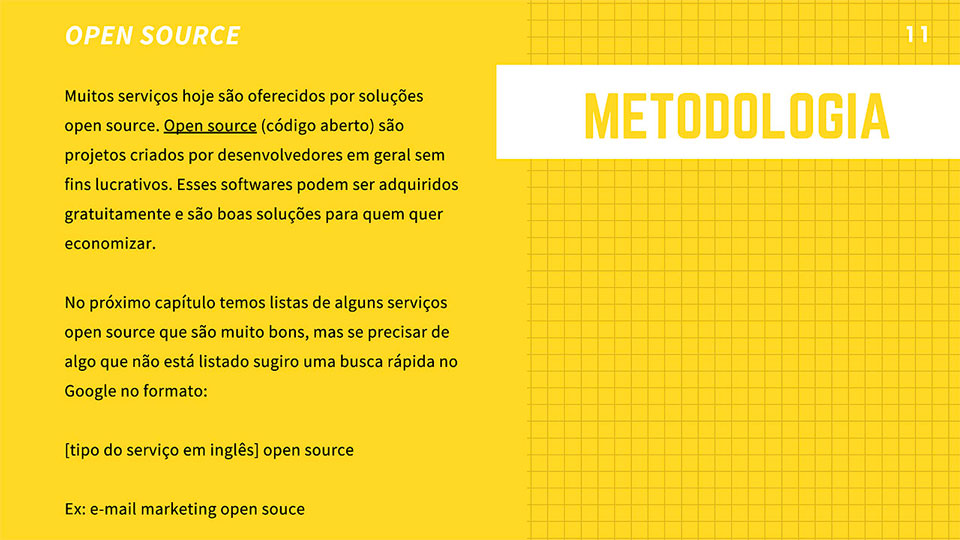 OPEN SOURCE
11
METODOLOGIA
Muitos serviços hoje são oferecidos por soluções
open source. Open source (código aberto) são
projetos criados por desenvolvedores em geral sem
fins lucrativos. Esses softwares podem ser adquiridos
gratuitamente e são boas soluções para quem quer
economizar.
No próximo capítulo temos listas de alguns serviços
open source que são muito bons, mas se precisar de
algo que não está listado sugiro uma busca rápida no
Google no formato:
[tipo do serviço em inglês] open source
Ex: e-mail marketing open souce